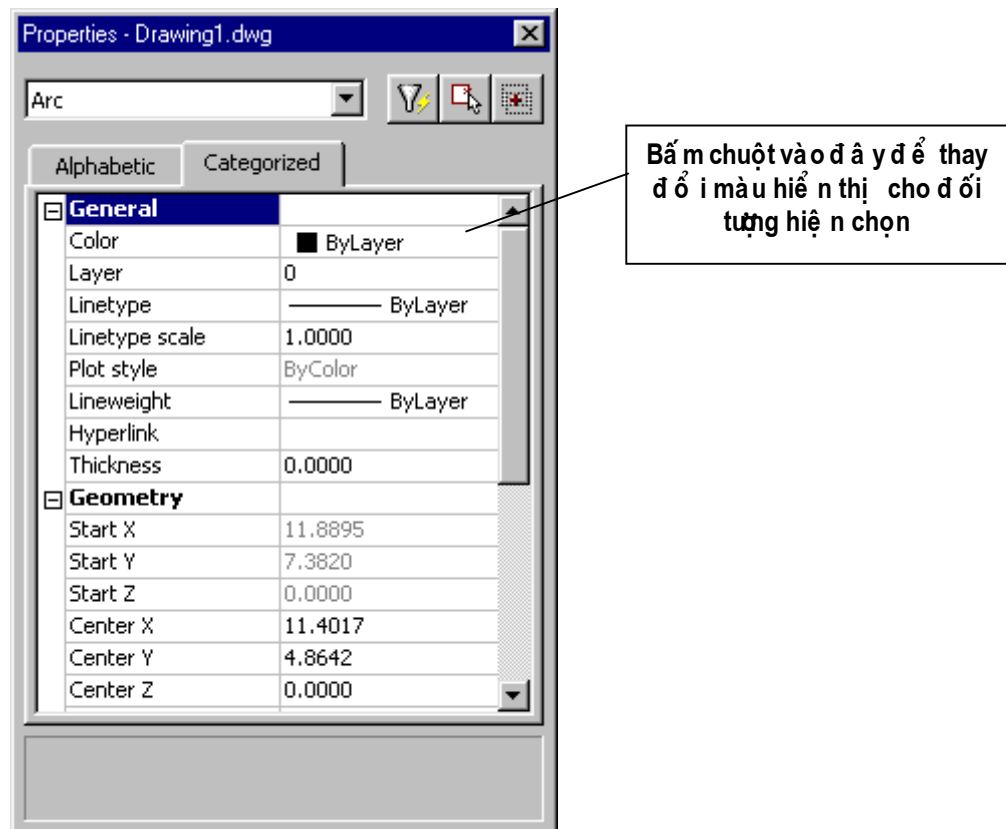 Properties - Drawing1.dwg
Arc
Alphabetic Categorized
General
Color ByLayer
Layer 0
Linetype ByLayer
Linetype scale 1.0000
Plot style ByColor
Lineweight ByLayer
Hyperlink
Thickness 0.0000
Geometry
Start X 11.8895
Start Y 7.3820
Start Z 0.0000
Center X 11.4017
Center Y 4.8642
Center Z 0.0000
Bấm chuột vào đây để thay
đổi màu hiển thị cho đối
tượng hiện chọn